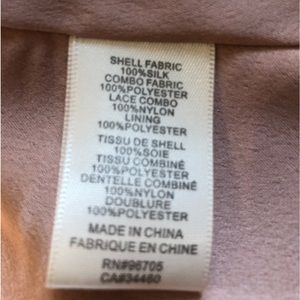 SHELL FABRIC
100%SILK
COMBO FABRIC
100%POLYESTER
LACE COMBO
100%NYLON
LINING
100%POLYESTER
TISSU DE SHELL
100%SOIE
TISSU COMBINÉ
100%POLYESTER
DENTELLE COMBINÉ
100%NYLON
DOUBLURE
100%POLYESTER
MADE IN CHINA
FABRIQUE EN CHINE
RN#96705
CA#34460